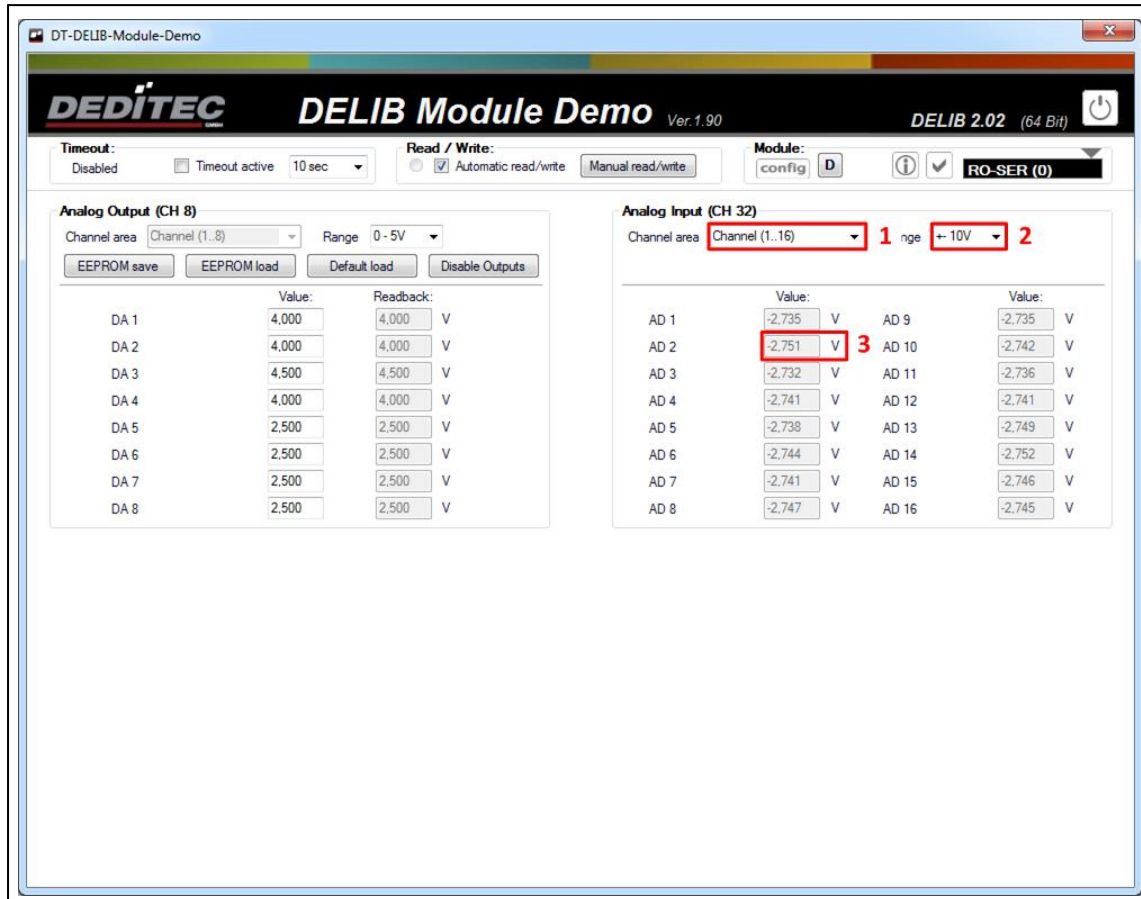 DT-DELIB-Module-Demo
DEDITEC GMBH DELIB Module Demo Ver. 1.90 DELIB 2.02 (64 Bit)
Timeout: Read / Write: Module:
Disabled Timeout active 10 sec Automatic read/write Manual read/write config D RO-SER (0)
Analog Output (CH 8)
Channel area Channel (1..8) Range 0 - 5V
EEPROM save EEPROM load Default load Disable Outputs
Value: Readback:
DA 1 4,000 4,000 V
DA 2 4,000 4,000 V
DA 3 4,500 4,500 V
DA 4 4,000 4,000 V
DA 5 2,500 2,500 V
DA 6 2,500 2,500 V
DA 7 2,500 2,500 V
DA 8 2,500 2,500 V
Analog Input (CH 32)
Channel area Channel (1..16) 1 nge +- 10V 2
Value: Value:
AD 1 -2,735 V AD 9 -2,735 V
AD 2 -2,751 V 3 AD 10 -2,742 V
AD 3 -2,732 V AD 11 -2,736 V
AD 4 -2,741 V AD 12 -2,741 V
AD 5 -2,738 V AD 13 -2,749 V
AD 6 -2,744 V AD 14 -2,752 V
AD 7 -2,741 V AD 15 -2,746 V
AD 8 -2,747 V AD 16 -2,745 V